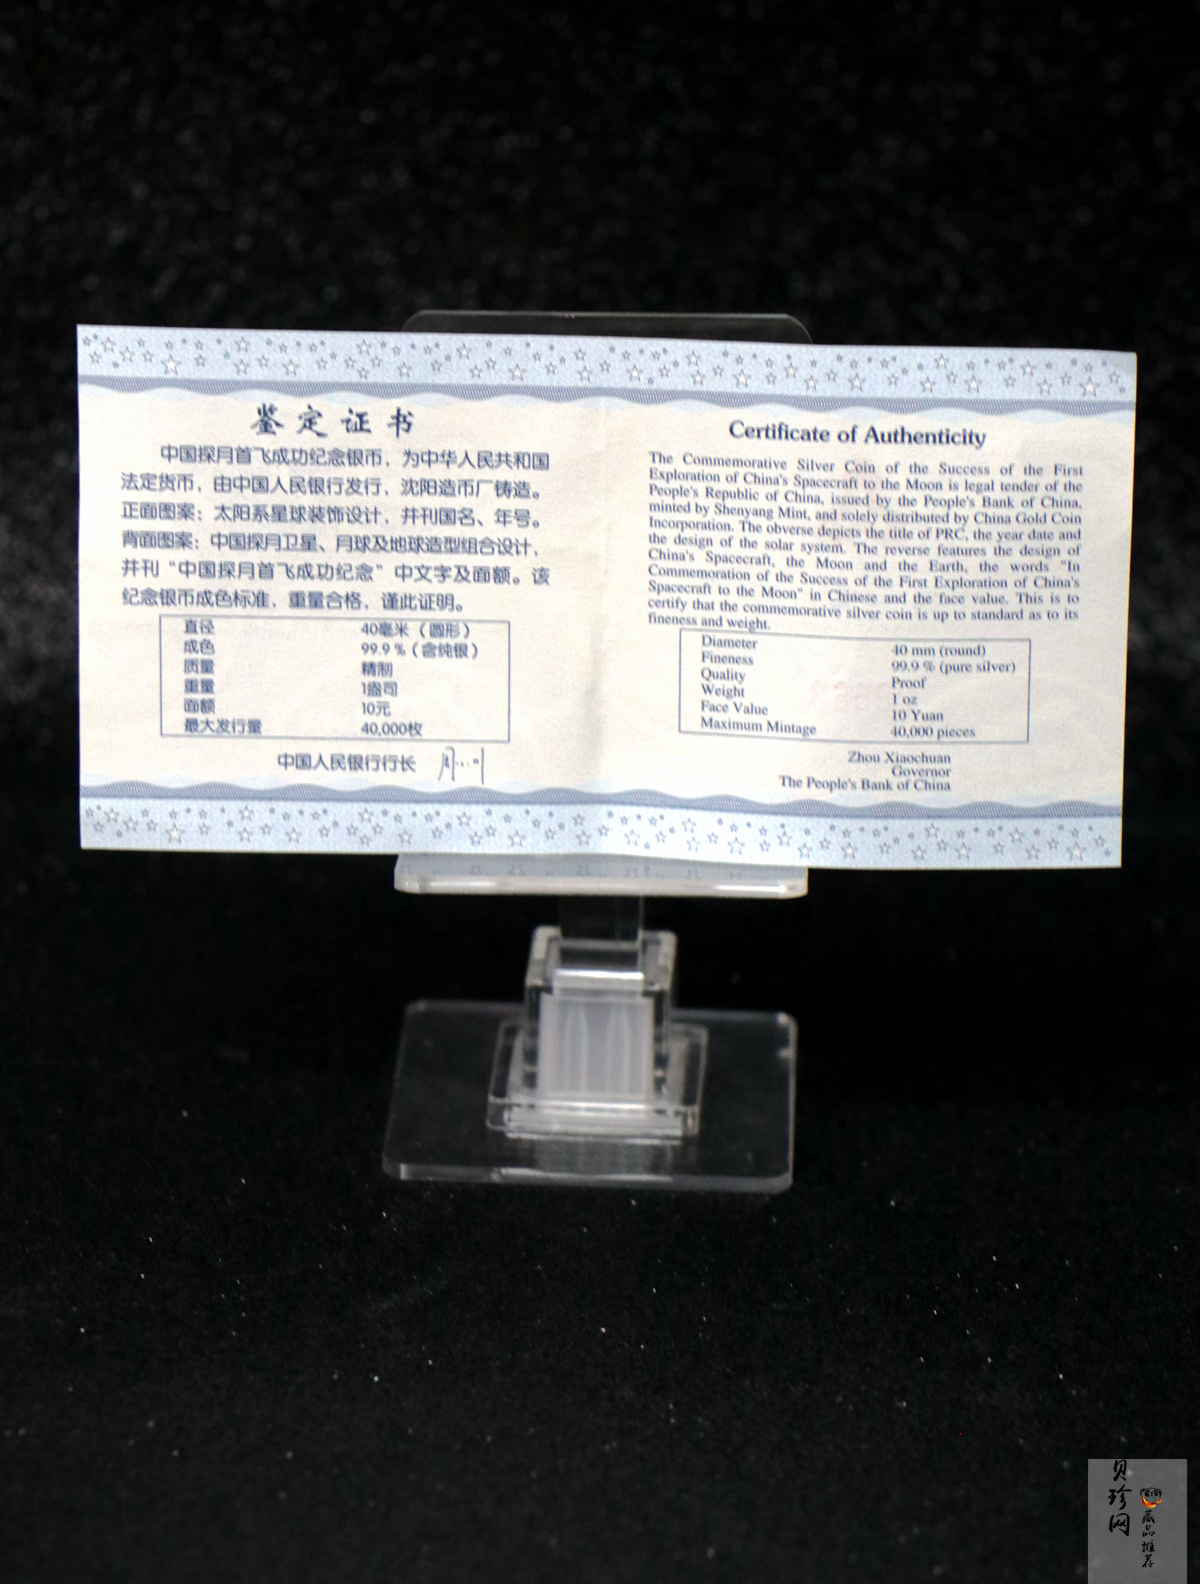 鉴定证书
中国探月首飞成功纪念银币，为中华人民共和国
法定货币，由中国人民银行发行，沈阳造币厂铸造。
正面图案：太阳系星球装饰设计，并刊国名、年号。
背面图案：中国探月卫星、月球及地球造型组合设计，
并刊“中国探月首飞成功纪念”中文字及面额。该
纪念银币成色标准，重量合格，谨此证明。
直径 40毫米（圆形）
成色 99.9％（含纯银）
质量 精制
重量 1盎司
面额 10元
最大发行量 40,000枚
中国人民银行行长
Certificate of Authenticity
The Commemorative Silver Coin of the Success of the First
Exploration of China's Spacecraft to the Moon is legal tender of the
People's Republic of China, issued by the People's Bank of China,
minted by Shenyang Mint, and solely distributed by China Gold Coin
Incorporation. The obverse depicts the title of PRC, the year date and
the design of the solar system. The reverse features the design of
China's Spacecraft, the Moon and the Earth, the words "In
Commemoration of the Success of the First Exploration of China's
Spacecraft to the Moon" in Chinese and the face value. This is to
certify that the commemorative silver coin is up to standard as to its
fineness and weight.
Diameter 40 mm (round)
Fineness 99.9 % (pure silver)
Quality Proof
Weight 1 oz
Face Value 10 Yuan
Maximum Mintage 40,000 pieces
Zhou Xiaochuan
Governor
The People's Bank of China
贝珍网
藏品推荐